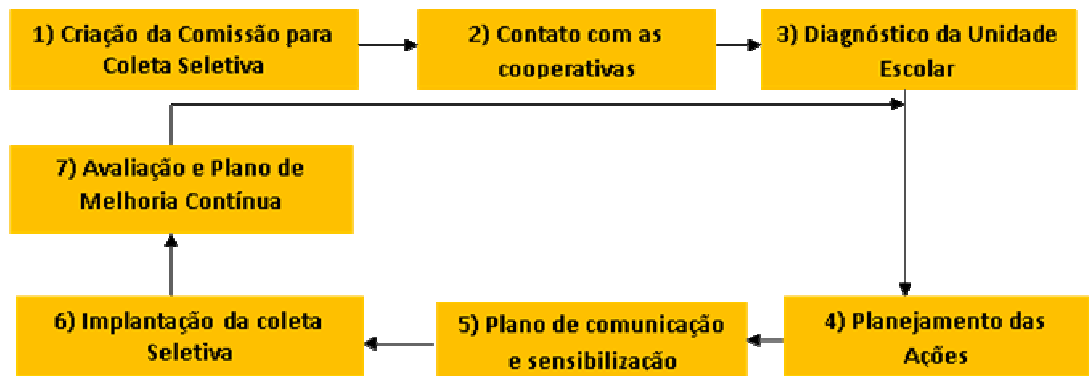 1) Criação da Comissão para
Coleta Seletiva
2) Contato com as
cooperativas
3) Diagnóstico da Unidade
Escolar
7) Avaliação e Plano de
Melhoria Contínua
6) Implantação da coleta
Seletiva
5) Plano de comunicação
e sensibilização
4) Planejamento das
Ações